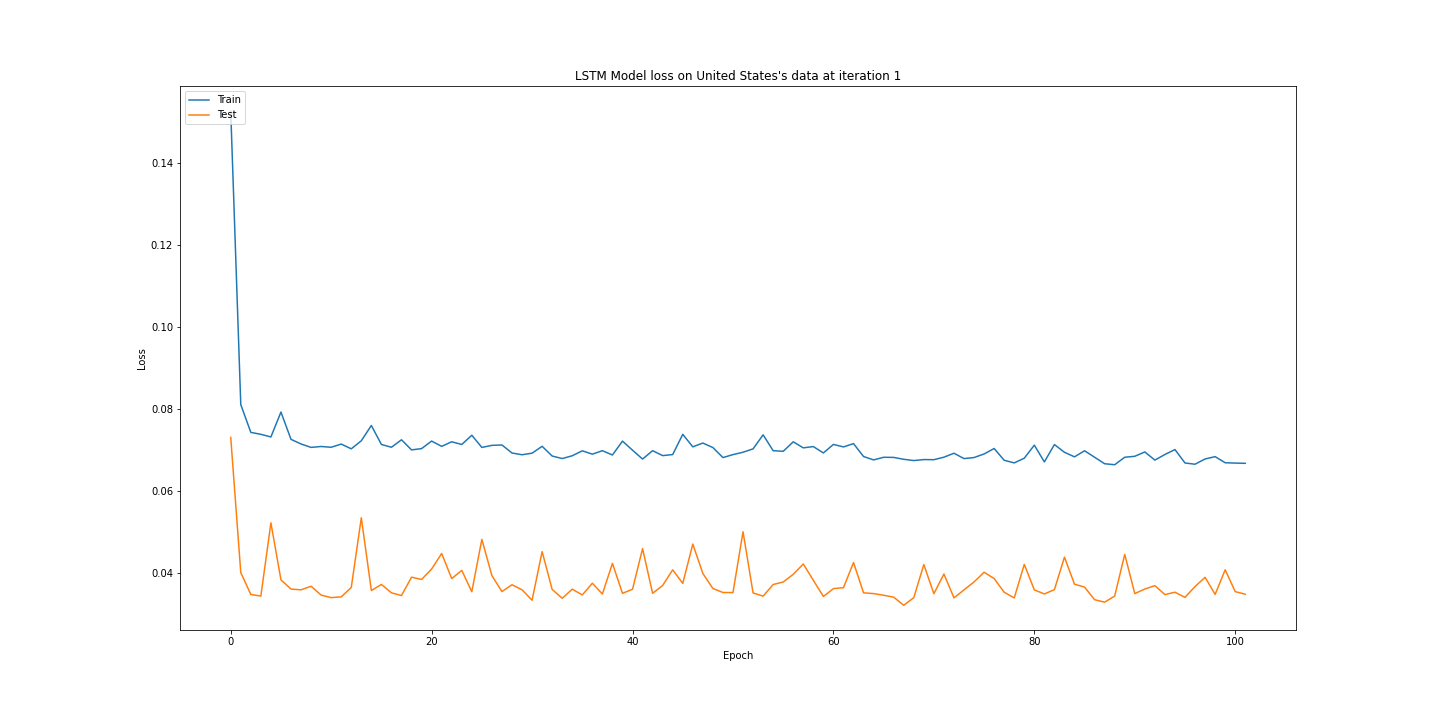 LSTM Model loss on United States's data at iteration 1
Train
Test
0.14
0.12
0.10
0.08
0.06
0.04
Loss
0
20
40
60
80
100
Epoch